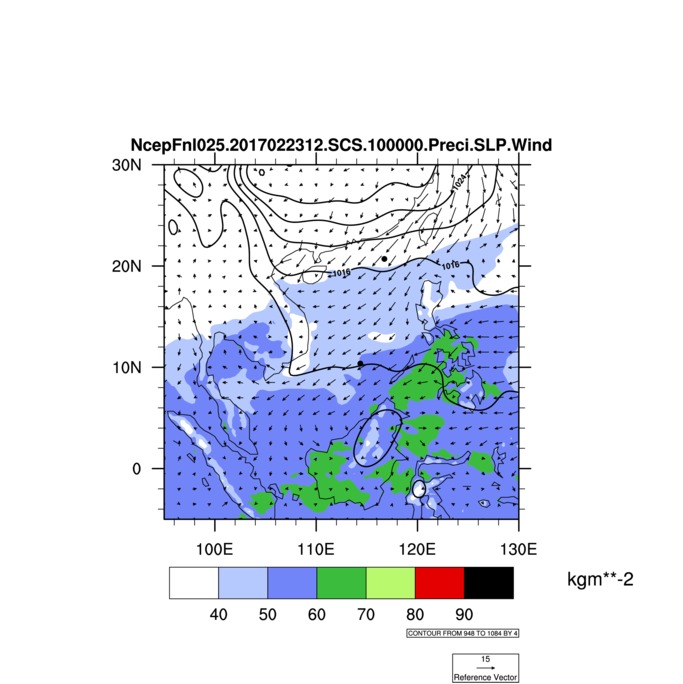 NcepFnl025.2017022312.SCS.100000.Preci.SLP.Wind
30N
1024
20N
1016
1016
10N
0
100E 110E 120E 130E
kgm**-2
40 50 60 70 80 90
CONTOUR FROM 948 TO 1084 BY 4
15
Reference Vector